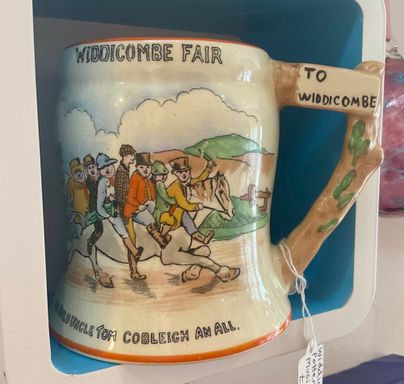 WIDDICOMBE FAIR
TO
WIDDICOMBE
UNCLE TOM COBLEIGH AN ALL.